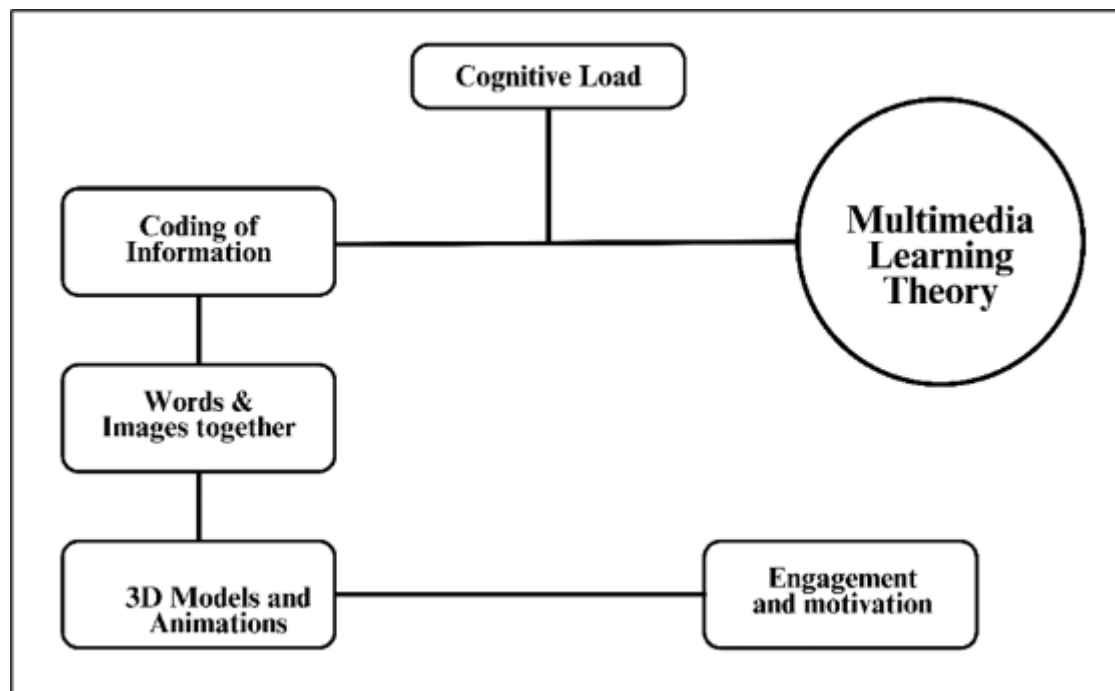 Cognitive Load
Coding of
Information
Multimedia
Learning
Theory
Words &
Images together
3D Models and
Animations
Engagement
and motivation